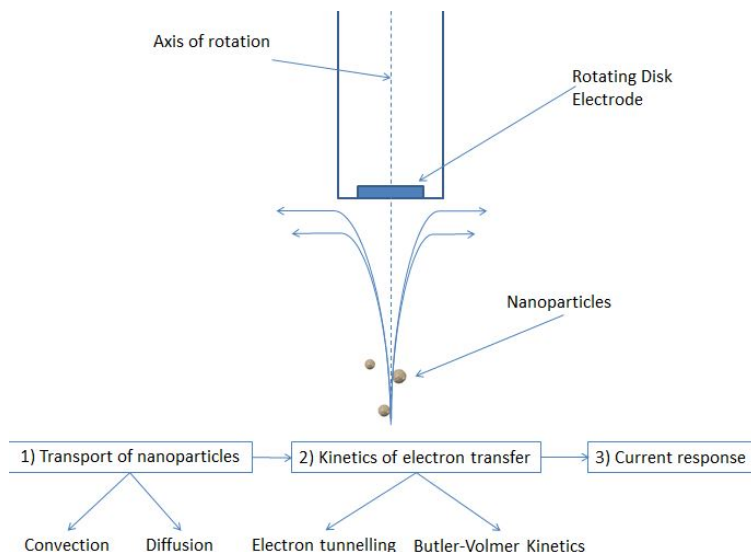 Axis of rotation
Rotating Disk
Electrode
Nanoparticles
1) Transport of nanoparticles
2) Kinetics of electron transfer
3) Current response
Convection
Diffusion
Electron tunnelling
Butler-Volmer Kinetics